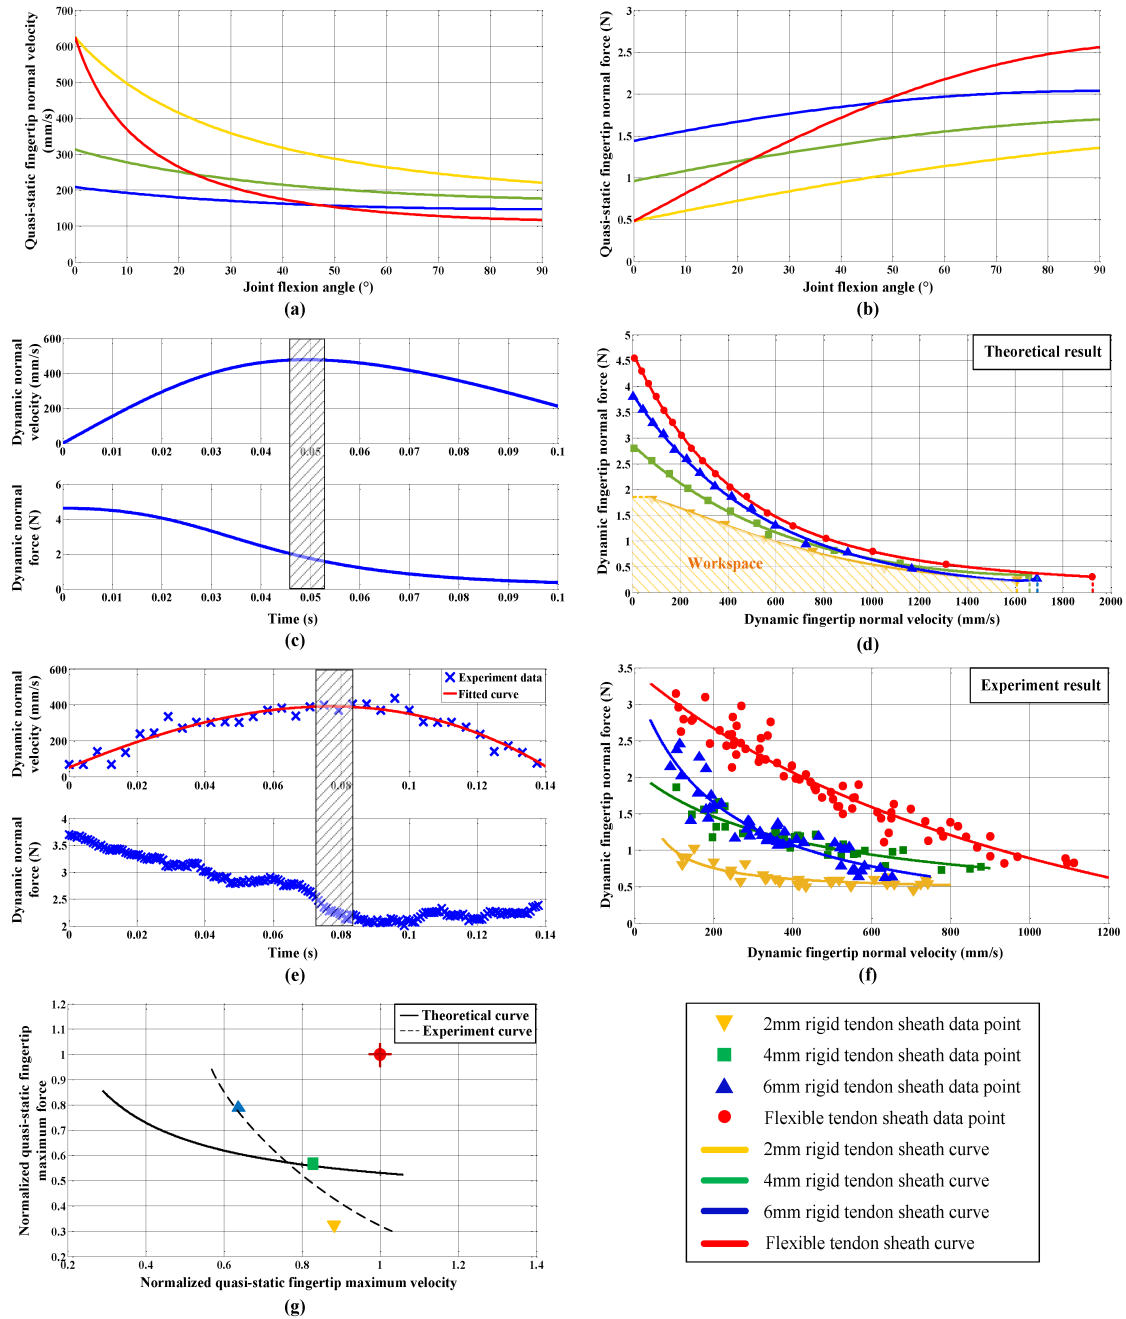 700
600
500
400
300
200
100
0
Quasi-static fingertip normal velocity
(mm/s)
0 10 20 30 40 50 60 70 80 90
Joint flexion angle (°)
(a)
3
2.5
2
1.5
1
0.5
0
Quasi-static fingertip normal force (N)
0 10 20 30 40 50 60 70 80 90
Joint flexion angle (°)
(b)
600
400
200
0
Dynamic normal
velocity (mm/s)
0 0.01 0.02 0.03 0.04 0.05 0.06 0.07 0.08 0.09 0.1
6
4
2
0
Dynamic normal
force (N)
0 0.01 0.02 0.03 0.04 0.05 0.06 0.07 0.08 0.09 0.1
Time (s)
(c)
5
4.5
4
3.5
3
2.5
2
1.5
1
0.5
0
Dynamic fingertip normal force (N)
Theoretical result
Workspace
0 200 400 600 800 1000 1200 1400 1600 1800 2000
Dynamic fingertip normal velocity (mm/s)
(d)
600
400
200
0
Dynamic normal
velocity (mm/s)
Experiment data
Fitted curve
0 0.02 0.04 0.06 0.08 0.1 0.12 0.14
4
3.5
3
2.5
2
Dynamic normal
force (N)
0 0.02 0.04 0.06 0.08 0.1 0.12 0.14
Time (s)
(e)
3.5
3
2.5
2
1.5
1
0.5
0
Dynamic fingertip normal force (N)
Experiment result
200 400 600 800 1000 1200
Dynamic fingertip normal velocity (mm/s)
(f)
1.2
1.1
1
0.9
0.8
0.7
0.6
0.5
0.4
0.3
0.2
Normalized quasi-static fingertip
maximum force
Theoretical curve
Experiment curve
0.2 0.4 0.6 0.8 1 1.2 1.4
Normalized quasi-static fingertip maximum velocity
(g)
2mm rigid tendon sheath data point
4mm rigid tendon sheath data point
6mm rigid tendon sheath data point
Flexible tendon sheath data point
2mm rigid tendon sheath curve
4mm rigid tendon sheath curve
6mm rigid tendon sheath curve
Flexible tendon sheath curve